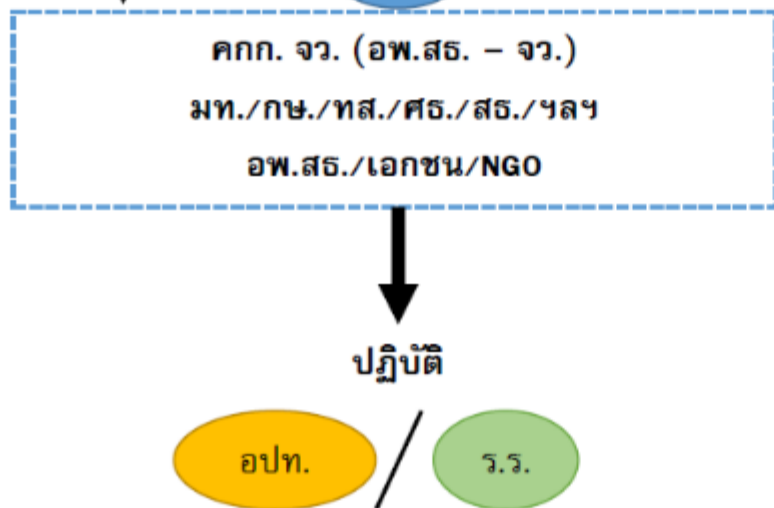 คกก. จว. (อพ.สธ. – จว.)
มท./กษ./ทส./ศธ./สธ./ฯลฯ
อพ.สธ./เอกชน/NGO
ปฏิบัติ
อปท. / ร.ร.